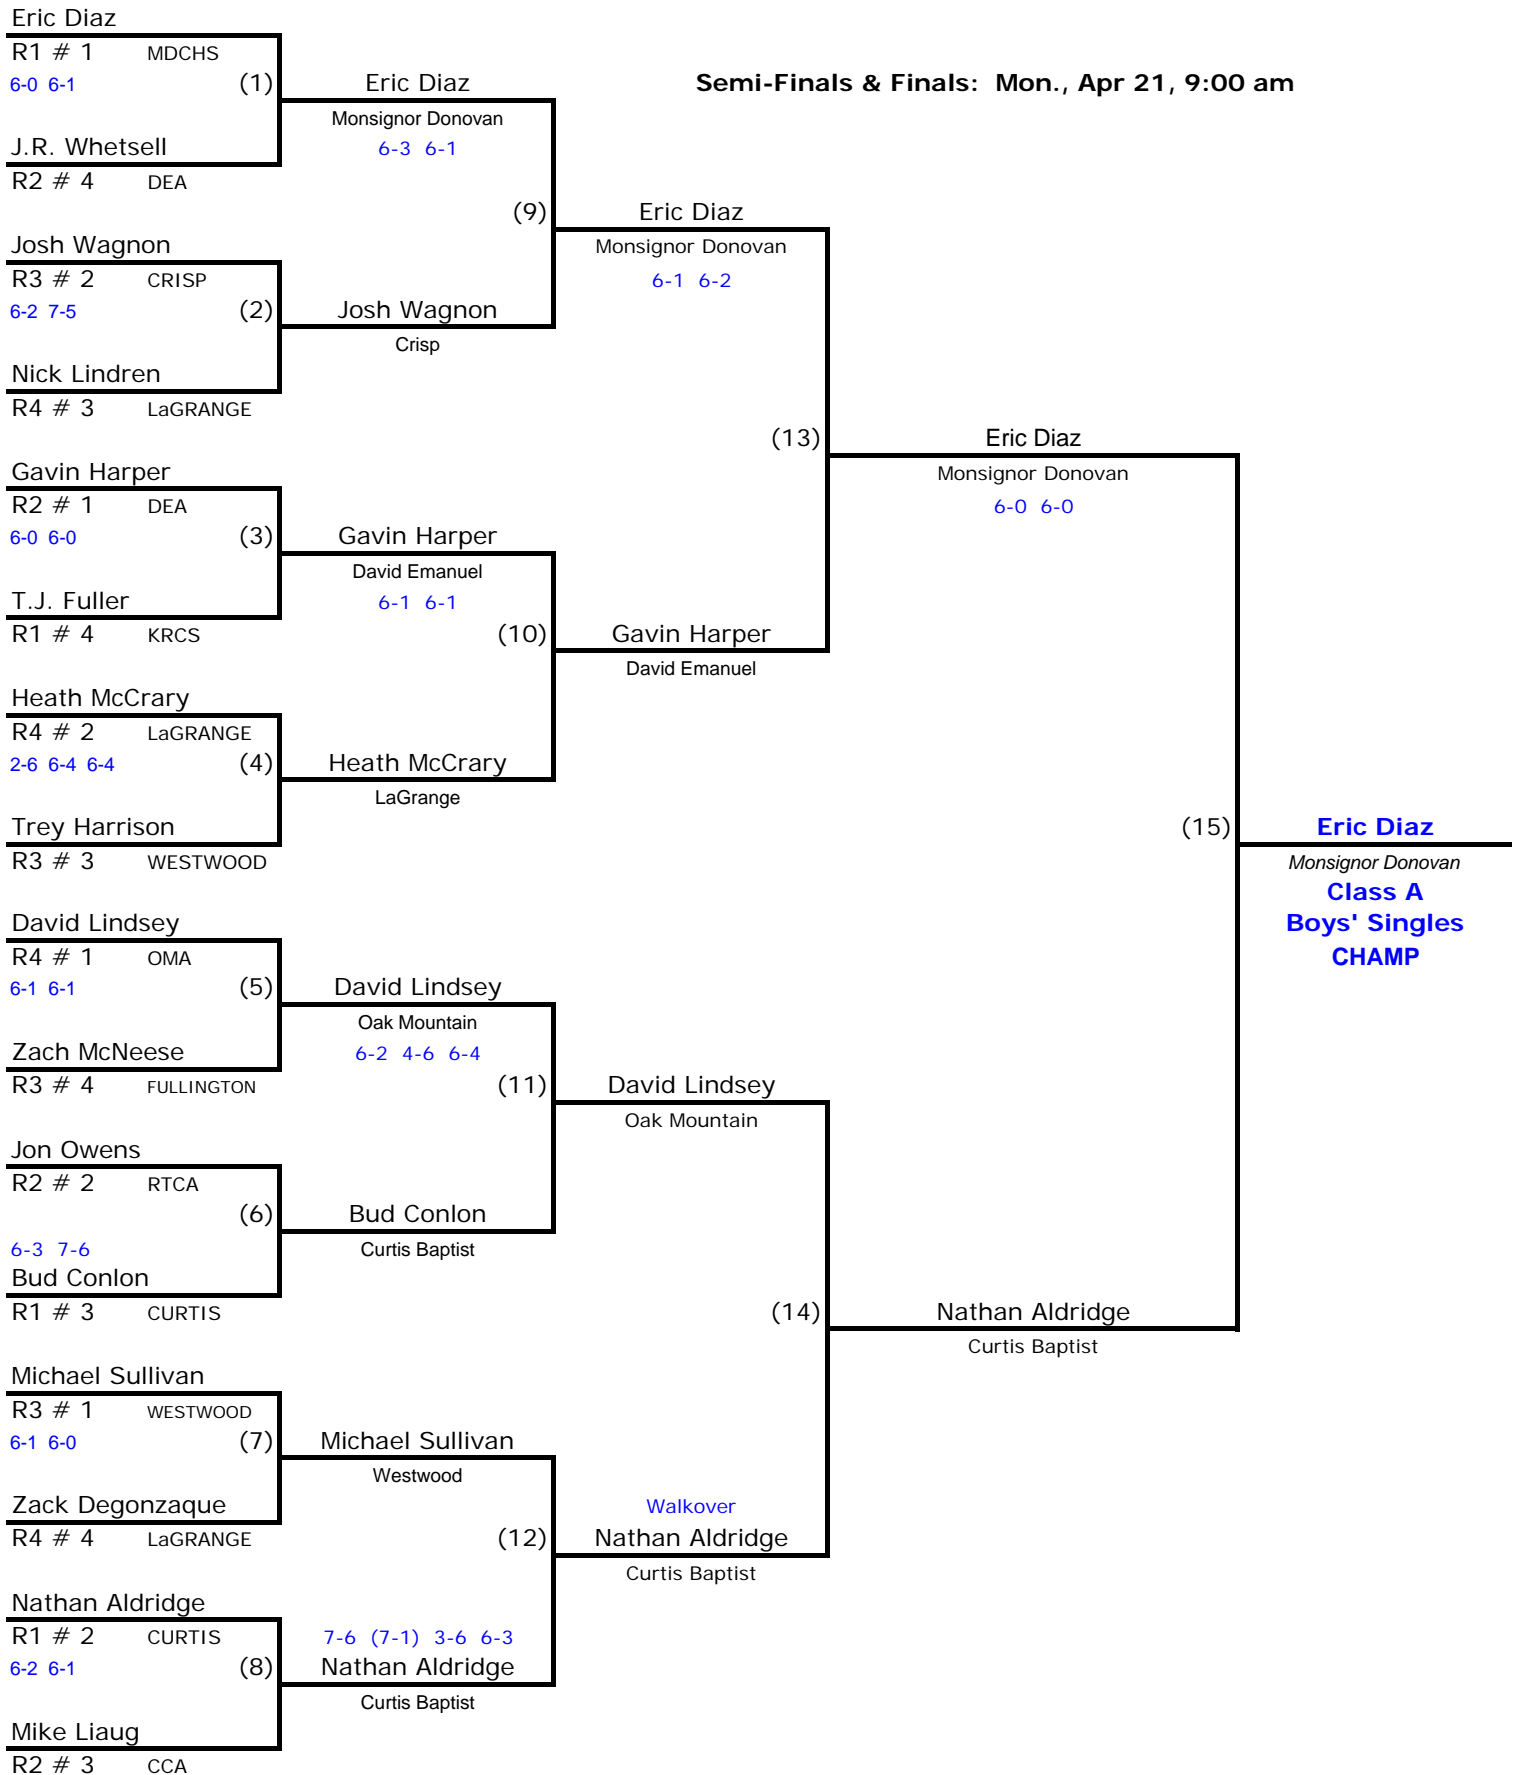 Eric Diaz
R1 # 1 MDCHS
6-0 6-1 (1)
J.R. Whetsell
R2 # 4 DEA
Josh Wagnon
R3 # 2 CRISP
6-2 7-5 (2)
Nick Lindren
R4 # 3 LaGRANGE
Gavin Harper
R2 # 1 DEA
6-0 6-0 (3)
T.J. Fuller
R1 # 4 KRCS
Heath McCrary
R4 # 2 LaGRANGE
2-6 6-4 6-4 (4)
Trey Harrison
R3 # 3 WESTWOOD
David Lindsey
R4 # 1 OMA
6-1 6-1 (5)
Zach McNeese
R3 # 4 FULLINGTON
Jon Owens
R2 # 2 RTCA
(6)
6-3 7-6
Bud Conlon
R1 # 3 CURTIS
Michael Sullivan
R3 # 1 WESTWOOD
6-1 6-0 (7)
Zack Degonzaque
R4 # 4 LaGRANGE
Nathan Aldridge
R1 # 2 CURTIS
6-2 6-1 (8)
Mike Liaug
R2 # 3 CCA
Eric Diaz
Monsignor Donovan
6-3 6-1
(9)
Josh Wagnon
Crisp
Gavin Harper
David Emanuel
6-1 6-1
(10)
Heath McCrary
LaGrange
David Lindsey
Oak Mountain
6-2 4-6 6-4
(11)
Bud Conlon
Curtis Baptist
Michael Sullivan
Westwood
(12)
7-6 (7-1) 3-6 6-3
Nathan Aldridge
Curtis Baptist
Semi-Finals & Finals: Mon., Apr 21, 9:00 am
Eric Diaz
Monsignor Donovan
6-1 6-2
(13)
Gavin Harper
David Emanuel
David Lindsey
Oak Mountain
(14)
Walkover
Nathan Aldridge
Curtis Baptist
Eric Diaz
Monsignor Donovan
6-0 6-0
(15)
Nathan Aldridge
Curtis Baptist
Eric Diaz
Monsignor Donovan
Class A
Boys' Singles
CHAMP